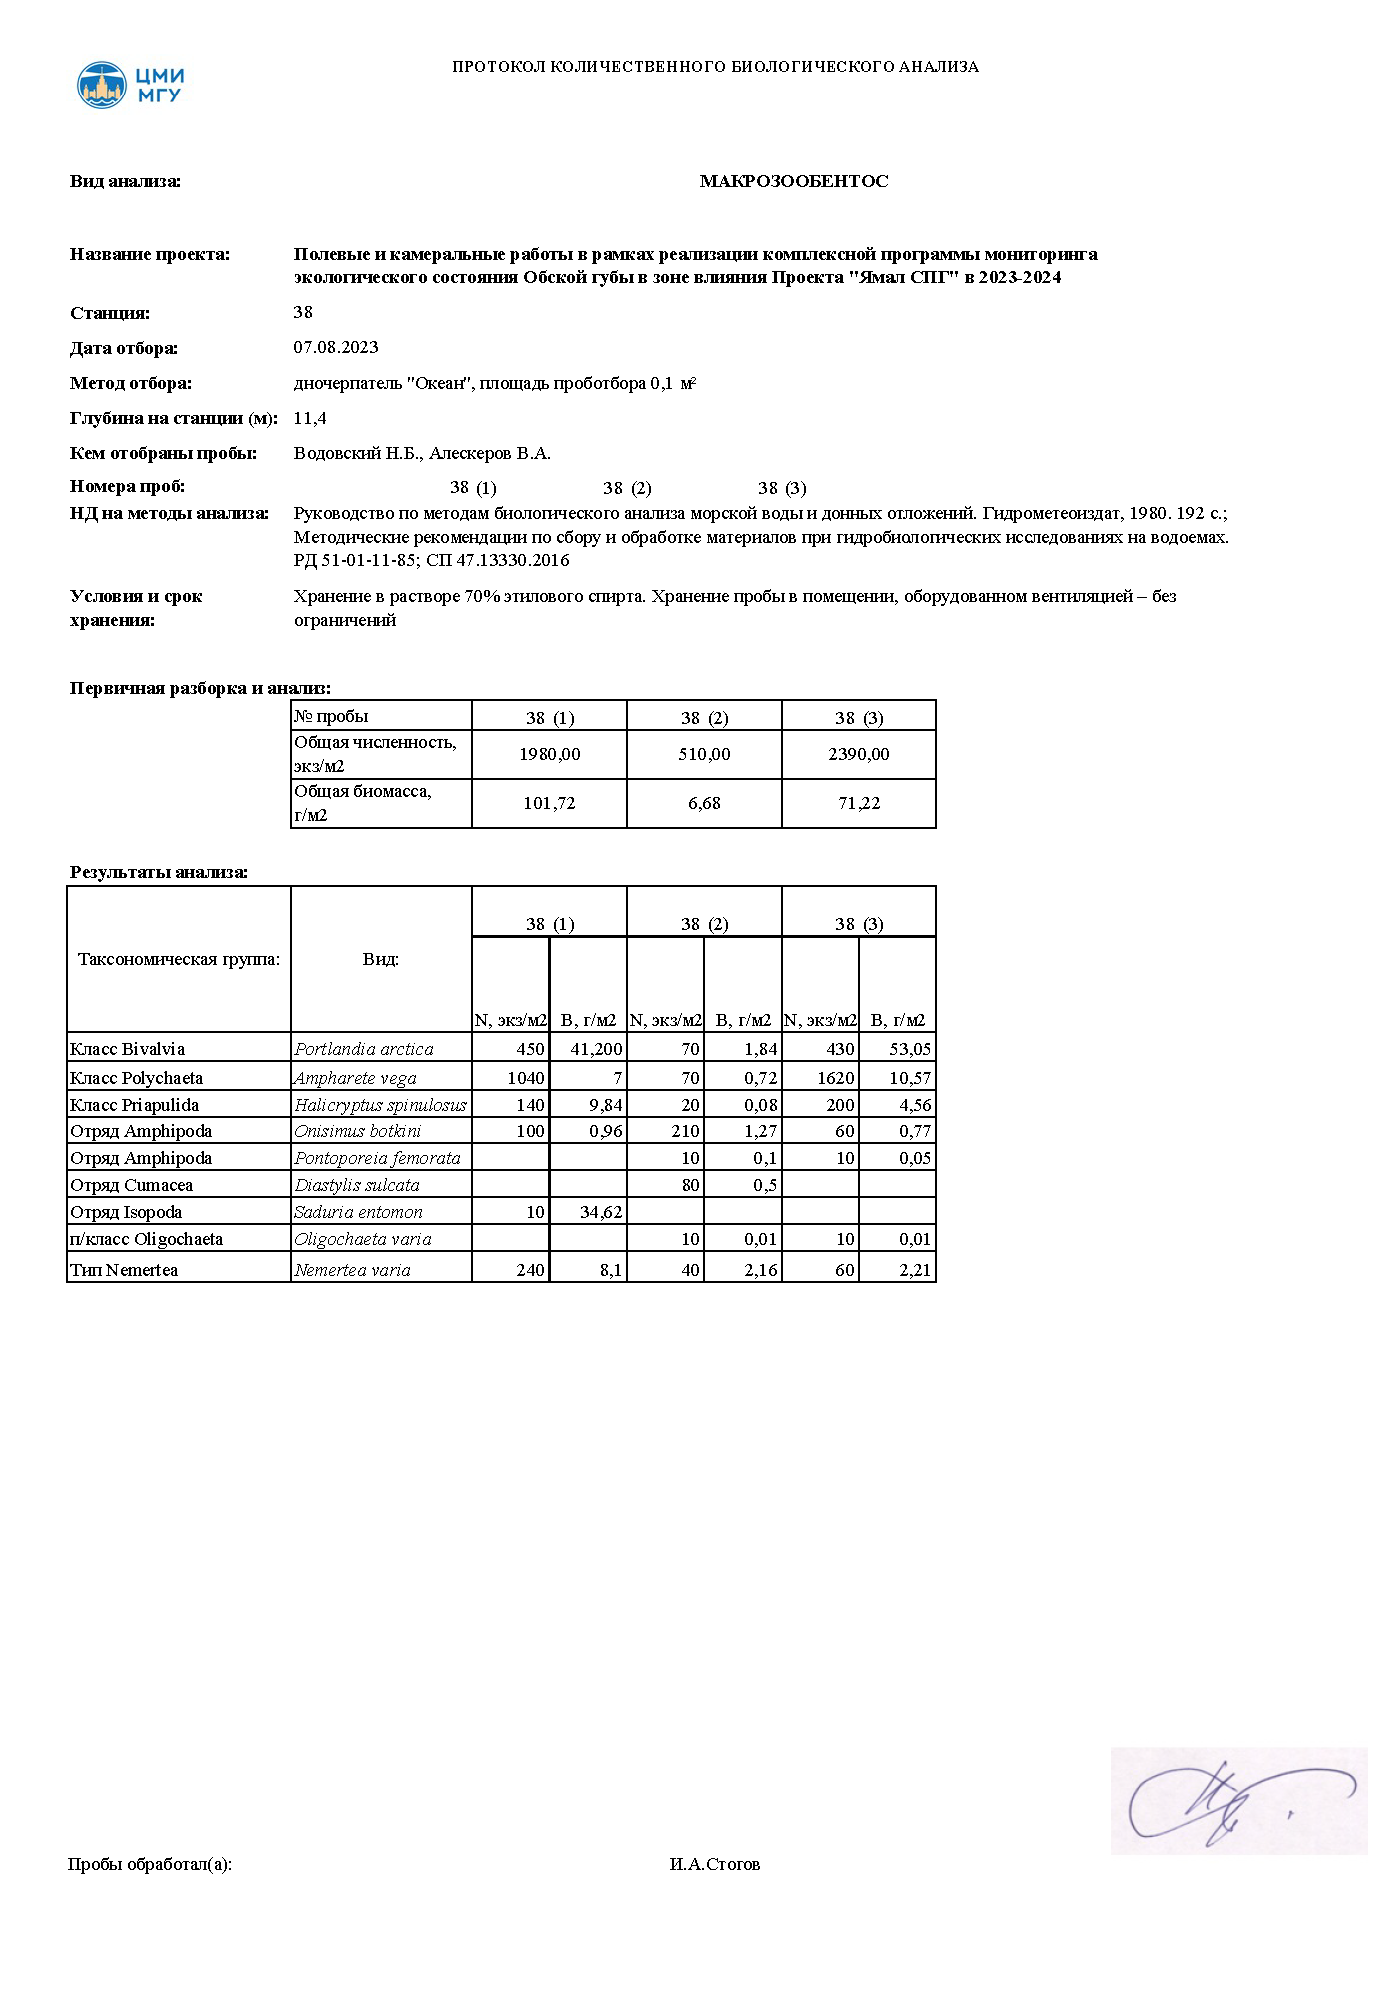 ЦМИ
МГУ
ПРОТОКОЛ КОЛИЧЕСТВЕННОГО БИОЛОГИЧЕСКОГО АНАЛИЗА
Вид анализа: МАКРОЗООБЕНТОС
Название проекта: Полевые и камеральные работы в рамках реализации комплексной программы мониторинга
экологического состояния Обской губы в зоне влияния Проекта "Ямал СПГ" в 2023-2024
Станция: 38
Дата отбора: 07.08.2023
Метод отбора: дночерпатель "Океан", площадь проботбора 0,1 м²
Глубина на станции (м): 11,4
Кем отобраны пробы: Водовский Н.Б., Алескеров В.А.
Номера проб: 38 (1) 38 (2) 38 (3)
НД на методы анализа: Руководство по методам биологического анализа морской воды и донных отложений. Гидрометеоиздат, 1980. 192 с.;
Методические рекомендации по сбору и обработке материалов при гидробиологических исследованиях на водоемах.
РД 51-01-11-85; СП 47.13330.2016
Условия и срок Хранение в растворе 70% этилового спирта. Хранение пробы в помещении, оборудованном вентиляцией – без
хранения: ограничений
Первичная разборка и анализ:
№ пробы 38 (1) 38 (2) 38 (3)
Общая численность,
экз/м2 1980,00 510,00 2390,00
Общая биомасса,
г/м2 101,72 6,68 71,22
Результаты анализа:
38 (1) 38 (2) 38 (3)
Таксономическая группа: Вид:
N, экз/м2 B, г/м2 N, экз/м2 B, г/м2 N, экз/м2 B, г/м2
Класс Bivalvia Portlandia arctica 450 41,200 70 1,84 430 53,05
Класс Polychaeta Ampharete vega 1040 7 70 0,72 1620 10,57
Класс Priapulida Halicryptus spinulosus 140 9,84 20 0,08 200 4,56
Отряд Amphipoda Onisimus botkini 100 0,96 210 1,27 60 0,77
Отряд Amphipoda Pontoporeia femorata 10 0,1 10 0,05
Отряд Cumacea Diastylis sulcata 80 0,5
Отряд Isopoda Saduria entomon 10 34,62
п/класс Oligochaeta Oligochaeta varia 10 0,01 10 0,01
Тип Nemertea Nemertea varia 240 8,1 40 2,16 60 2,21
Пробы обработал(а): И.А.Стогов